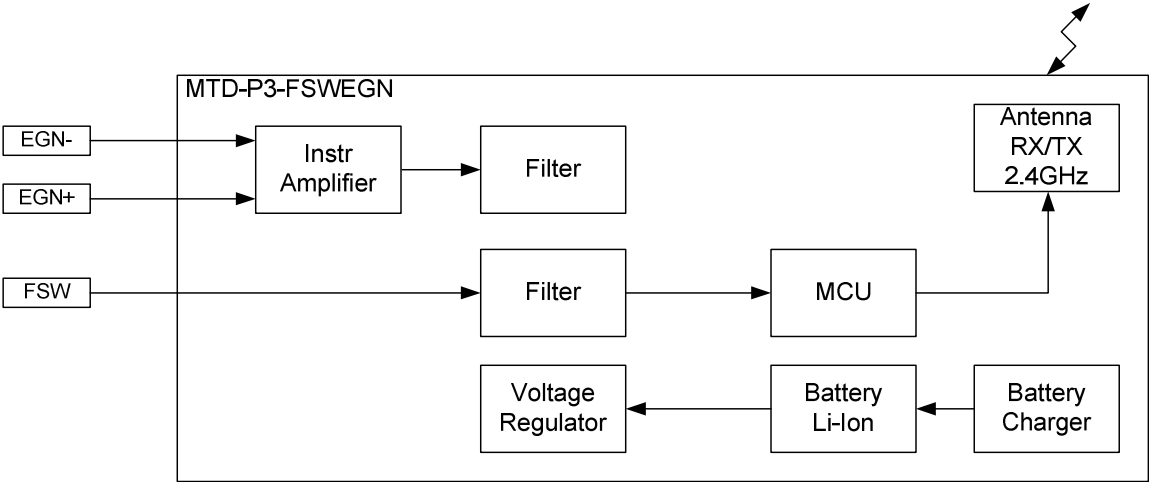 MTD-P3-FSWEGN
EGN-
EGN+
FSW
Instr
Amplifier
Filter
Antenna
RX/TX
2.4GHz
Filter
MCU
Voltage
Regulator
Battery
Li-Ion
Battery
Charger